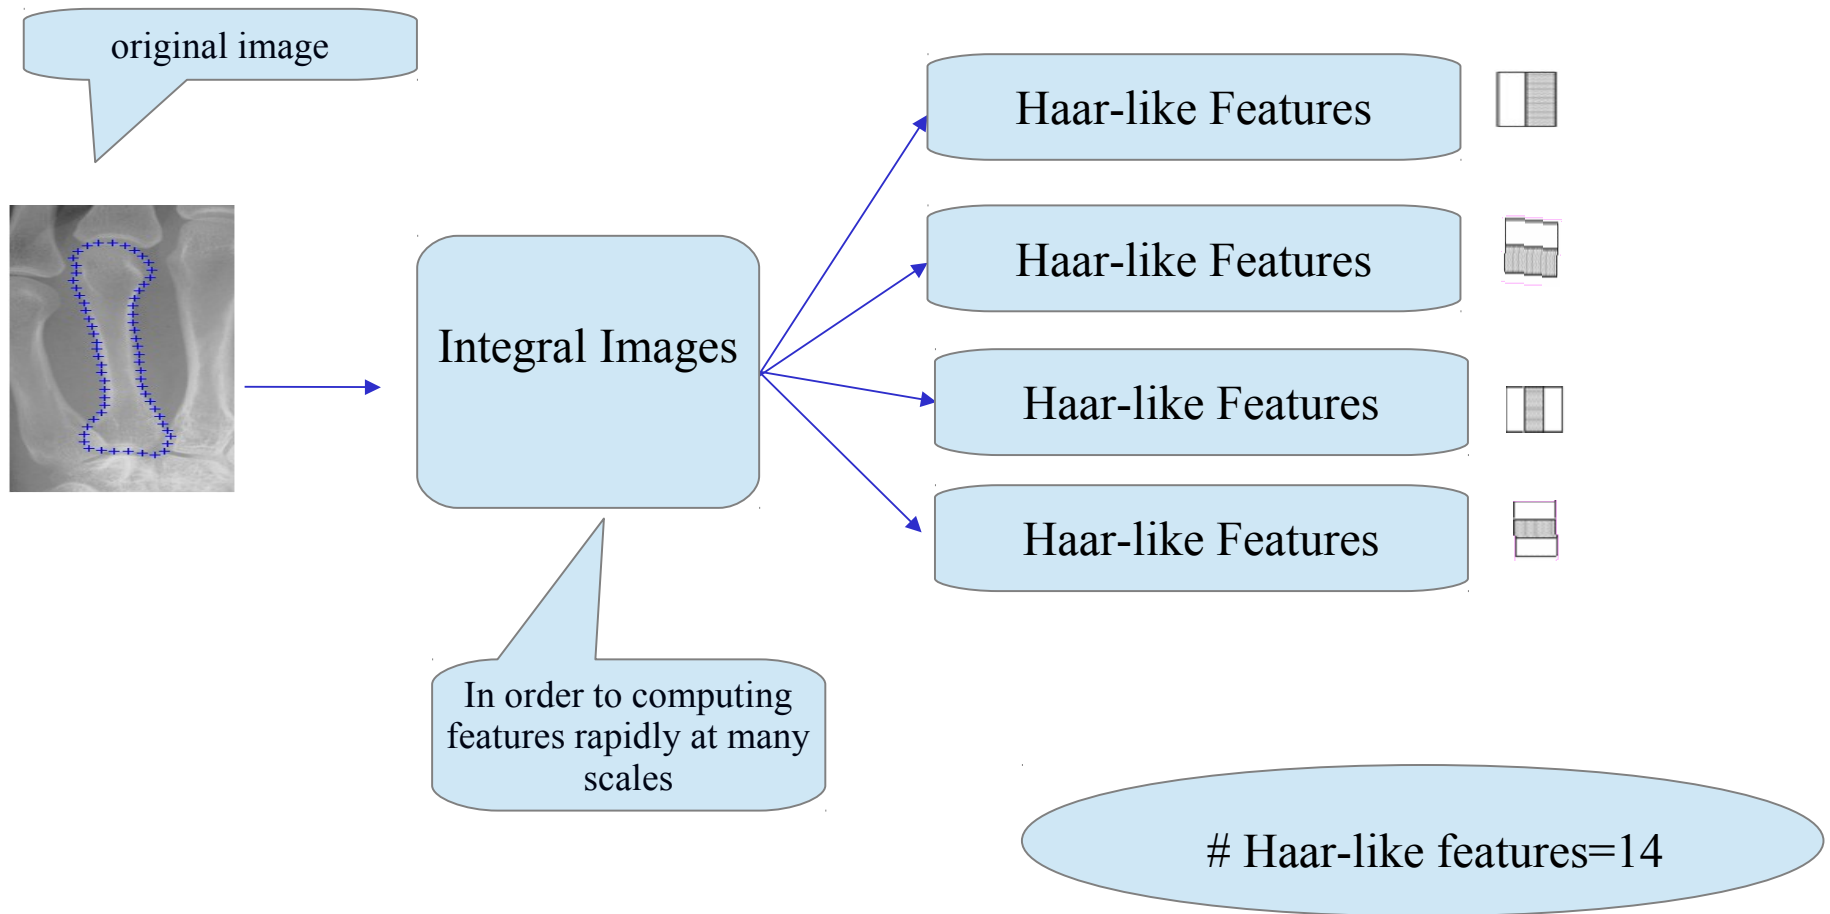 original image
Haar-like Features
Haar-like Features
Integral Images
Haar-like Features
Haar-like Features
In order to computing
features rapidly at many
scales
# Haar-like features=14